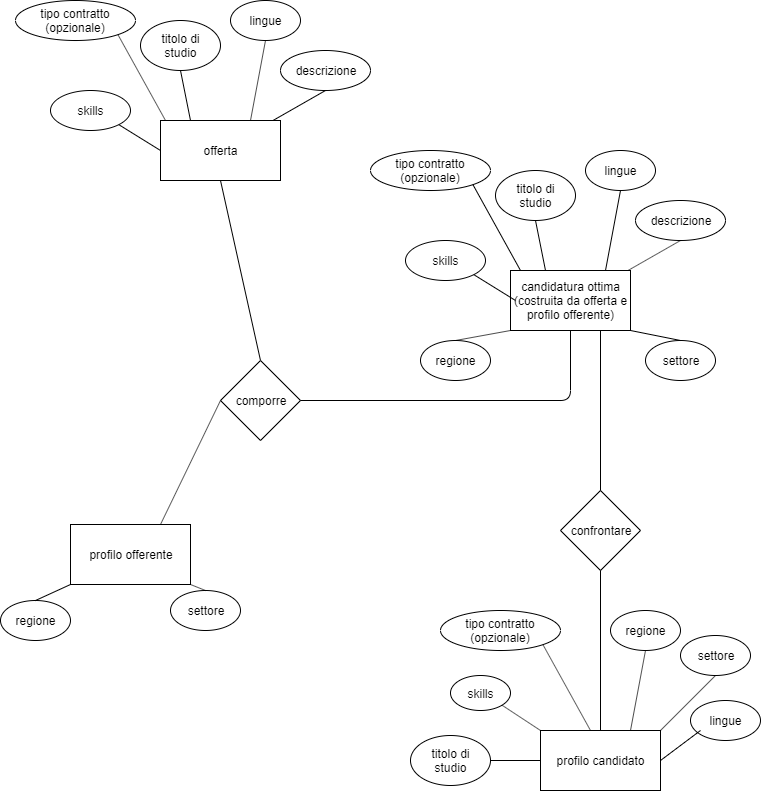 tipo contratto
(opzionale)
titolo di
studio
lingue
descrizione
skills
offerta
tipo contratto
(opzionale)
titolo di
studio
lingue
descrizione
skills
candidatura ottima
(costruita da offerta e
profilo offerente)
regione
settore
comporre
confrontare
profilo offerente
regione
settore
tipo contratto
(opzionale)
regione
settore
skills
lingue
titolo di
studio
profilo candidato